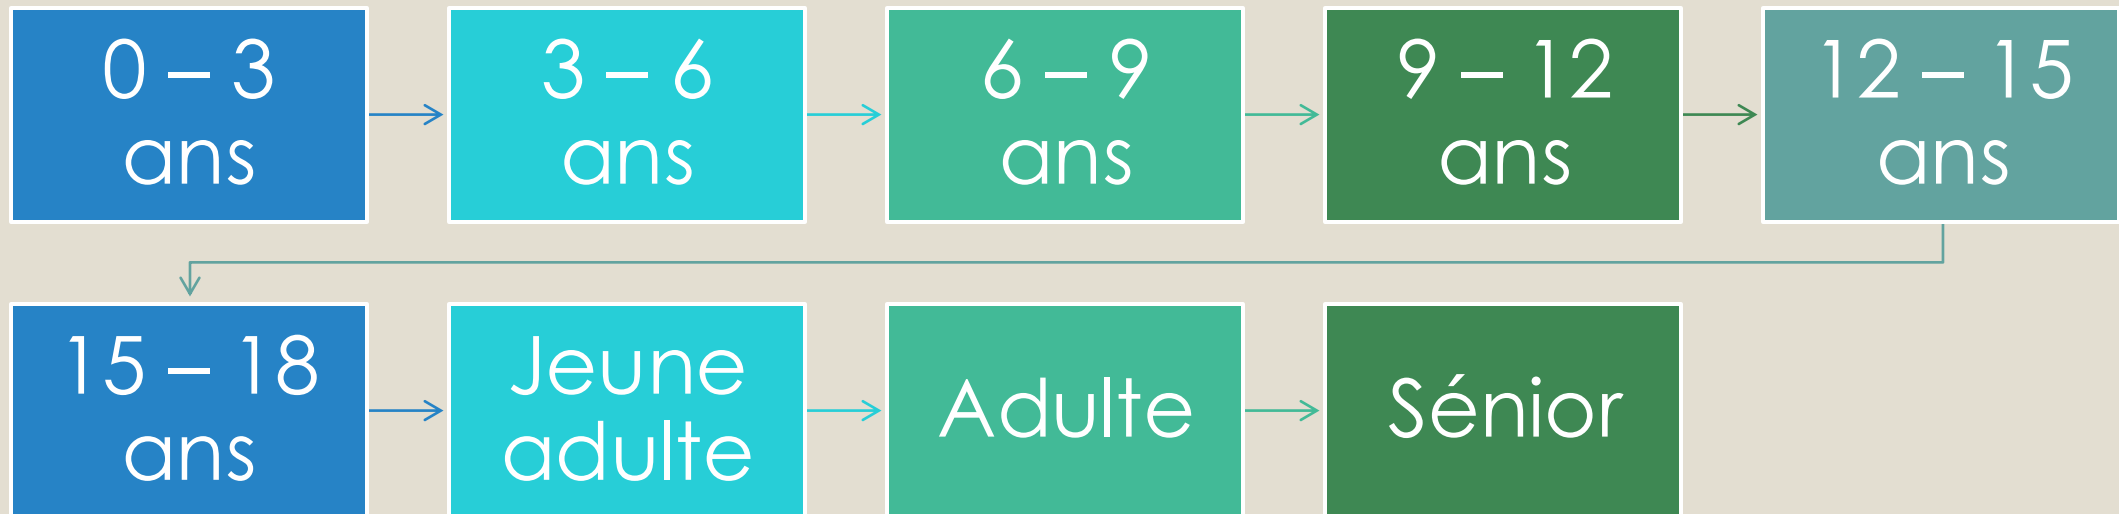 0 – 3
ans
3 – 6
ans
6 – 9
ans
9 – 12
ans
12 – 15
ans
15 – 18
ans
Jeune
adulte
Adulte
Sénior